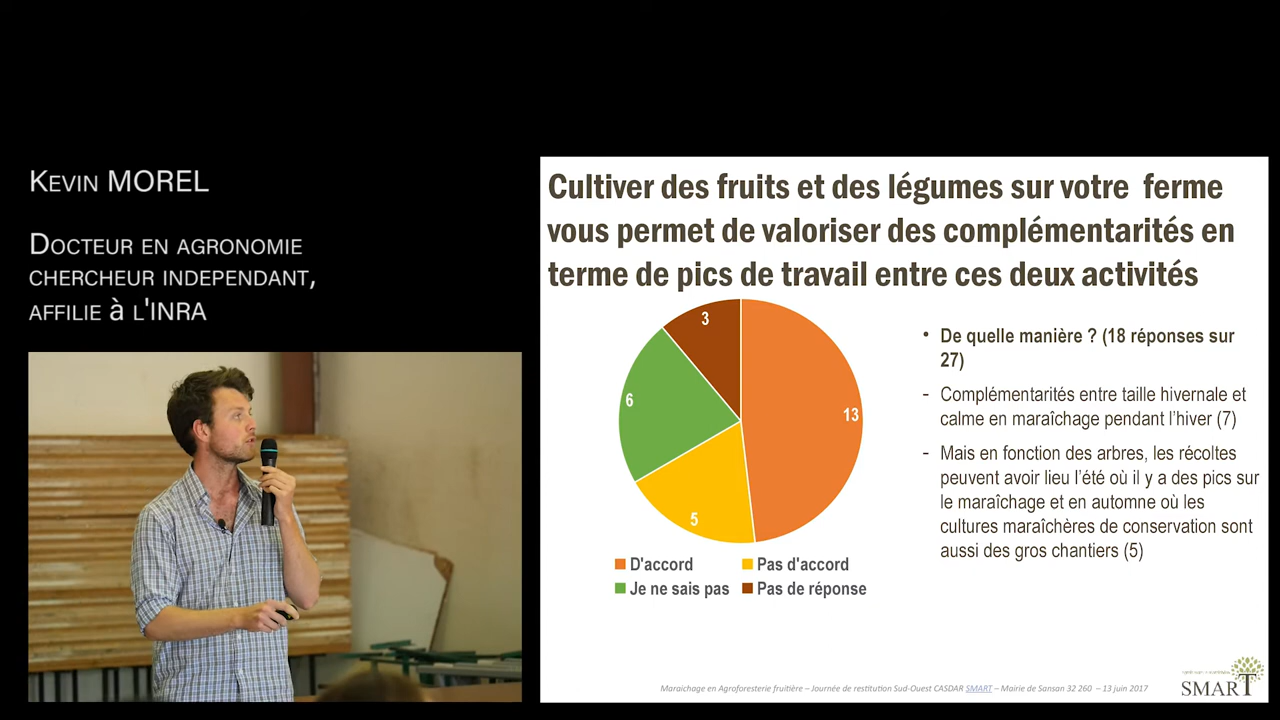 Kevin MOREL
Docteur en agronomie
chercheur independant,
affilie à l'INRA
Cultiver des fruits et des légumes sur votre ferme
vous permet de valoriser des complémentarités en
terme de pics de travail entre ces deux activités
3
13
6
5
D'accord
Pas d'accord
Je ne sais pas
Pas de réponse
• De quelle manière ? (18 réponses sur
27)
- Complémentarités entre taille hivernale et
calme en maraîchage pendant l'hiver (7)
- Mais en fonction des arbres, les récoltes
peuvent avoir lieu l'été où il y a des pics sur
le maraîchage et en automne où les
cultures maraîchères de conservation sont
aussi des gros chantiers (5)
Maraichage en Agroforesterie fruitière – Journée de restitution Sud-Ouest CASDAR SMART – Mairie de Sansan 32 260 – 13 juin 2017
SMART